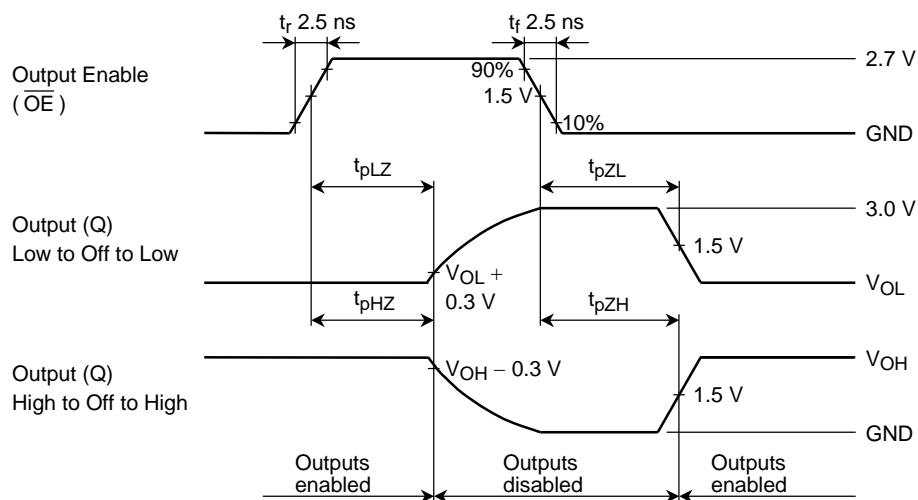 tr 2.5 ns
tf 2.5 ns
2.7 V
Output Enable
( OE )
90%
1.5 V
10%
GND
tpLZ
tpZL
3.0 V
Output (Q)
Low to Off to Low
1.5 V
VOL +
0.3 V
VOL
tpHZ
tpZH
VOH
Output (Q)
High to Off to High
VOH − 0.3 V
1.5 V
GND
Outputs
enabled
Outputs
disabled
Outputs
enabled